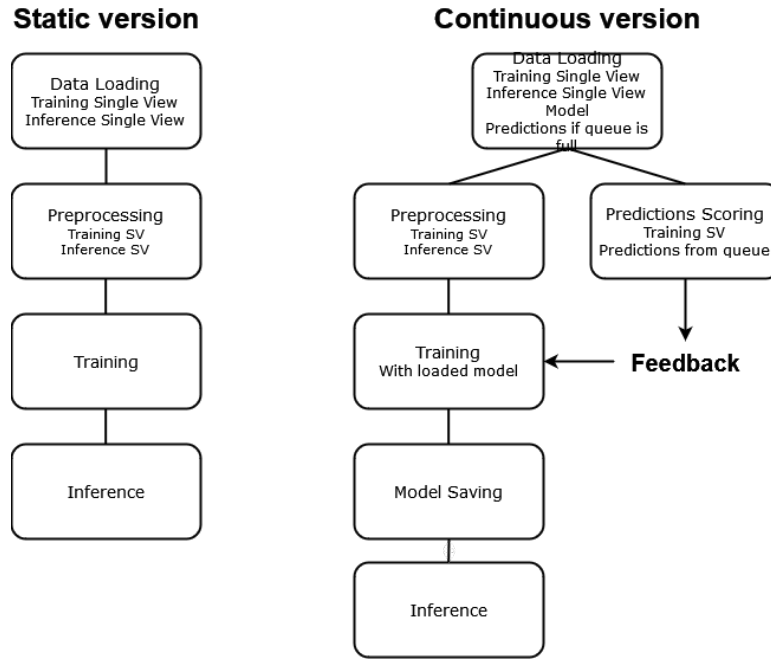 Static version
Data Loading
Training Single View
Inference Single View
Preprocessing
Training SV
Inference SV
Training
Inference
Continuous version
Data Loading
Training Single View
Inference Single View
Model
Predictions if queue is
full
Preprocessing
Training SV
Inference SV
Predictions Scoring
Training SV
Predictions from queue
Training
With loaded model
Feedback
Model Saving
Inference